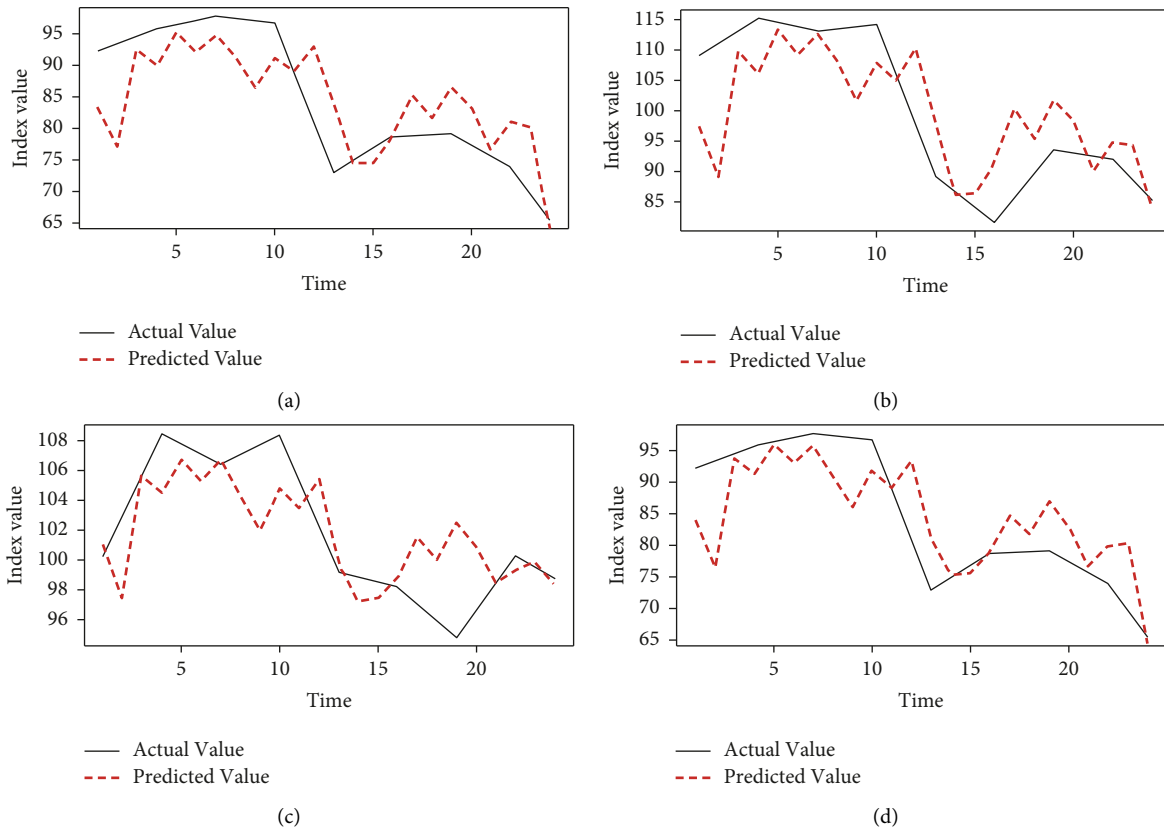 95
90
85
80
75
70
65
Index value
5 10 15 20
Time
Actual Value
Predicted Value
(a)
115
110
105
100
95
90
85
Index value
5 10 15 20
Time
Actual Value
Predicted Value
(b)
108
106
104
102
100
98
96
Index value
5 10 15 20
Time
Actual Value
Predicted Value
(c)
95
90
85
80
75
70
65
Index value
5 10 15 20
Time
Actual Value
Predicted Value
(d)